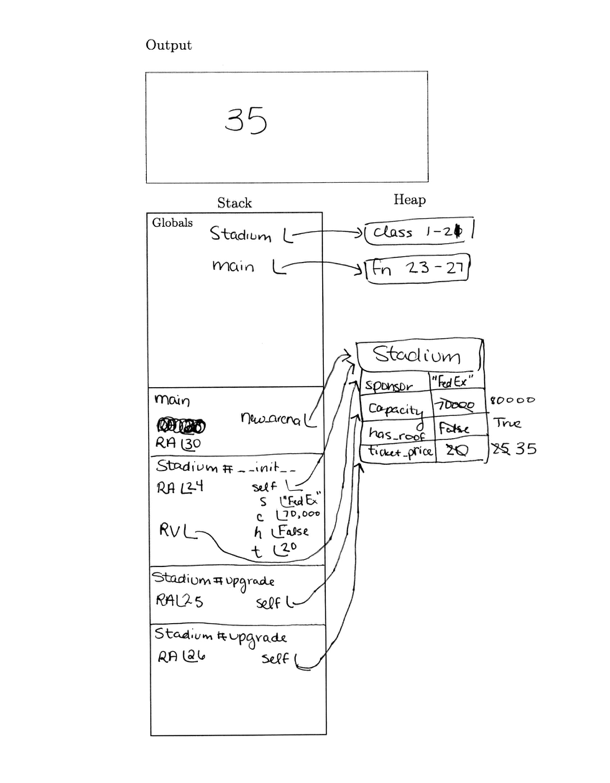 Output
35
Stack
Heap
Globals
Stadium
class 1-21
main
fn 23-27
Stadium
sponsor "FedEx"
capacity 70000 80000
has_roof False True
ticket_price 20 25 35
main
new_arena
RA 30
Stadium # __init__
RA 24
self
s "FedEx"
c 70,000
RV
h False
t 20
Stadium # upgrade
RA 25 self
Stadium # upgrade
RA 26 self